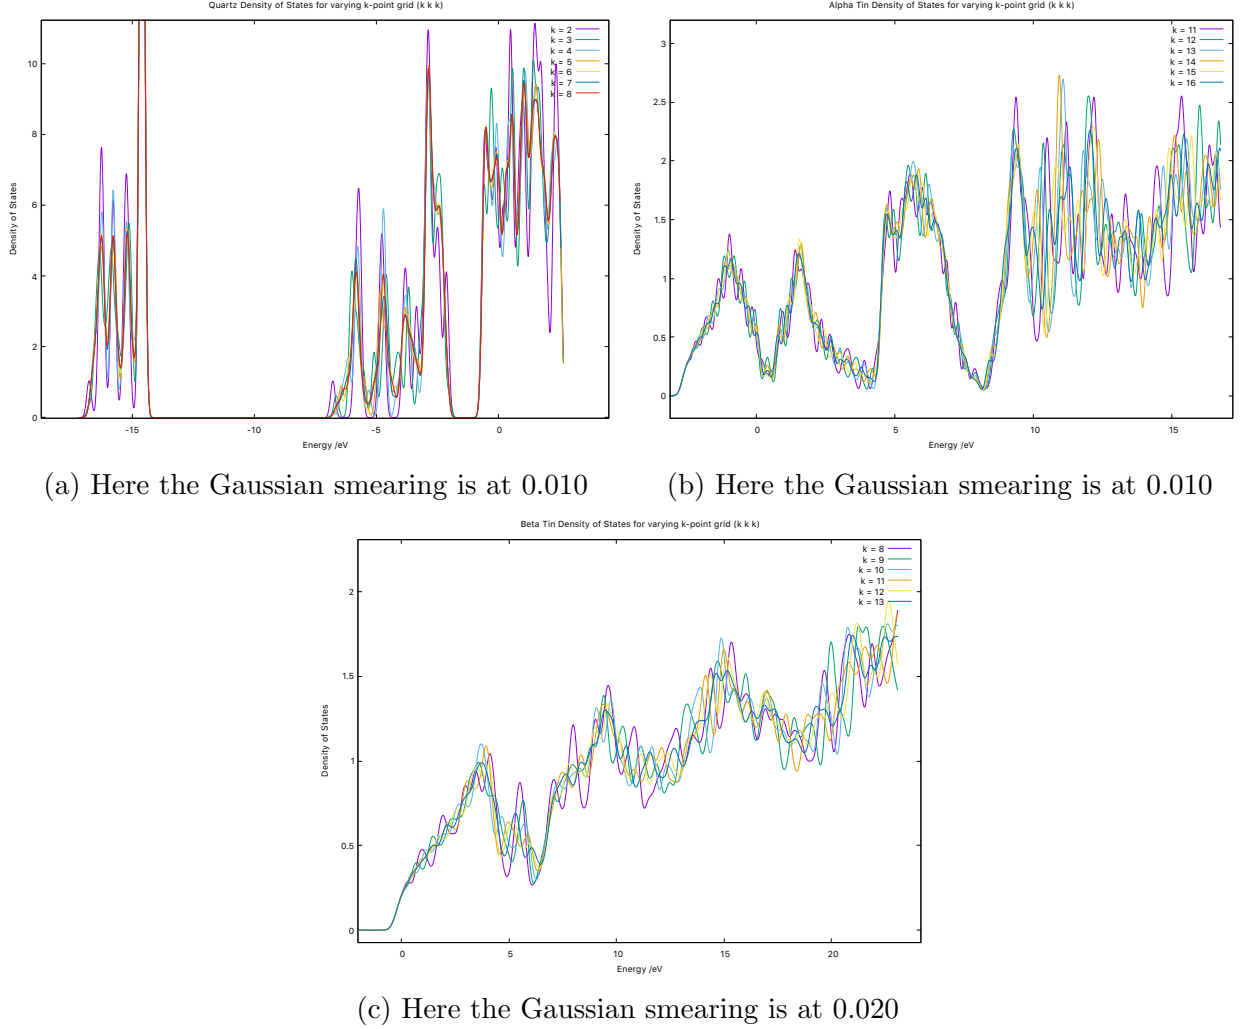 Quartz Density of States for varying k-point grid (k k k)
k = 2
k = 3
k = 4
k = 5
k = 6
k = 7
k = 8
10
8
6
4
2
0
Density of States
-15
-10
-5
0
Energy /eV
(a) Here the Gaussian smearing is at 0.010
Alpha Tin Density of States for varying k-point grid (k k k)
k = 11
k = 12
k = 13
k = 14
k = 15
k = 16
3
2.5
2
1.5
1
0.5
0
Density of States
0
5
10
15
Energy /eV
(b) Here the Gaussian smearing is at 0.010
Beta Tin Density of States for varying k-point grid (k k k)
k = 8
k = 9
k = 10
k = 11
k = 12
k = 13
2
1.5
1
0.5
0
Density of States
0
5
10
15
20
Energy /eV
(c) Here the Gaussian smearing is at 0.020